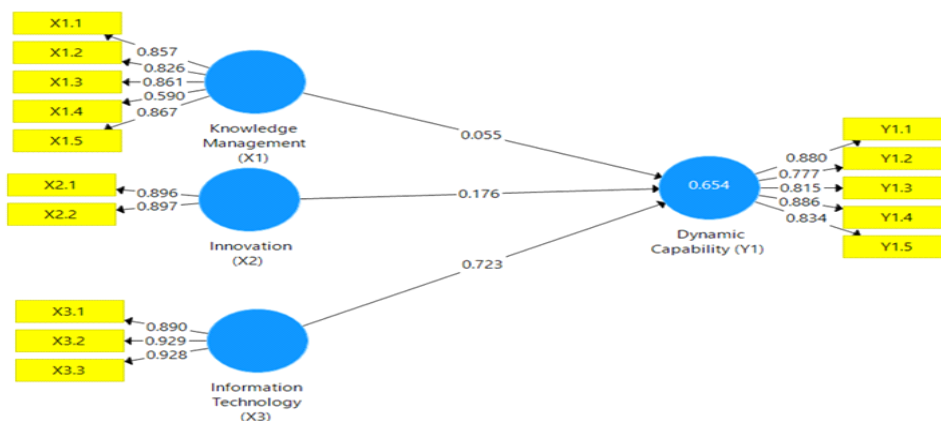 X1.1
X1.2
X1.3
X1.4
X1.5
0.857
0.826
0.861
0.590
0.867
Knowledge
Management
(X1)
0.055
X2.1
X2.2
0.896
0.897
Innovation
(X2)
0.176
X3.1
X3.2
X3.3
0.890
0.929
0.928
Information
Technology
(X3)
0.723
0.654
Dynamic
Capability (Y1)
0.880
0.777
0.815
0.886
0.834
Y1.1
Y1.2
Y1.3
Y1.4
Y1.5